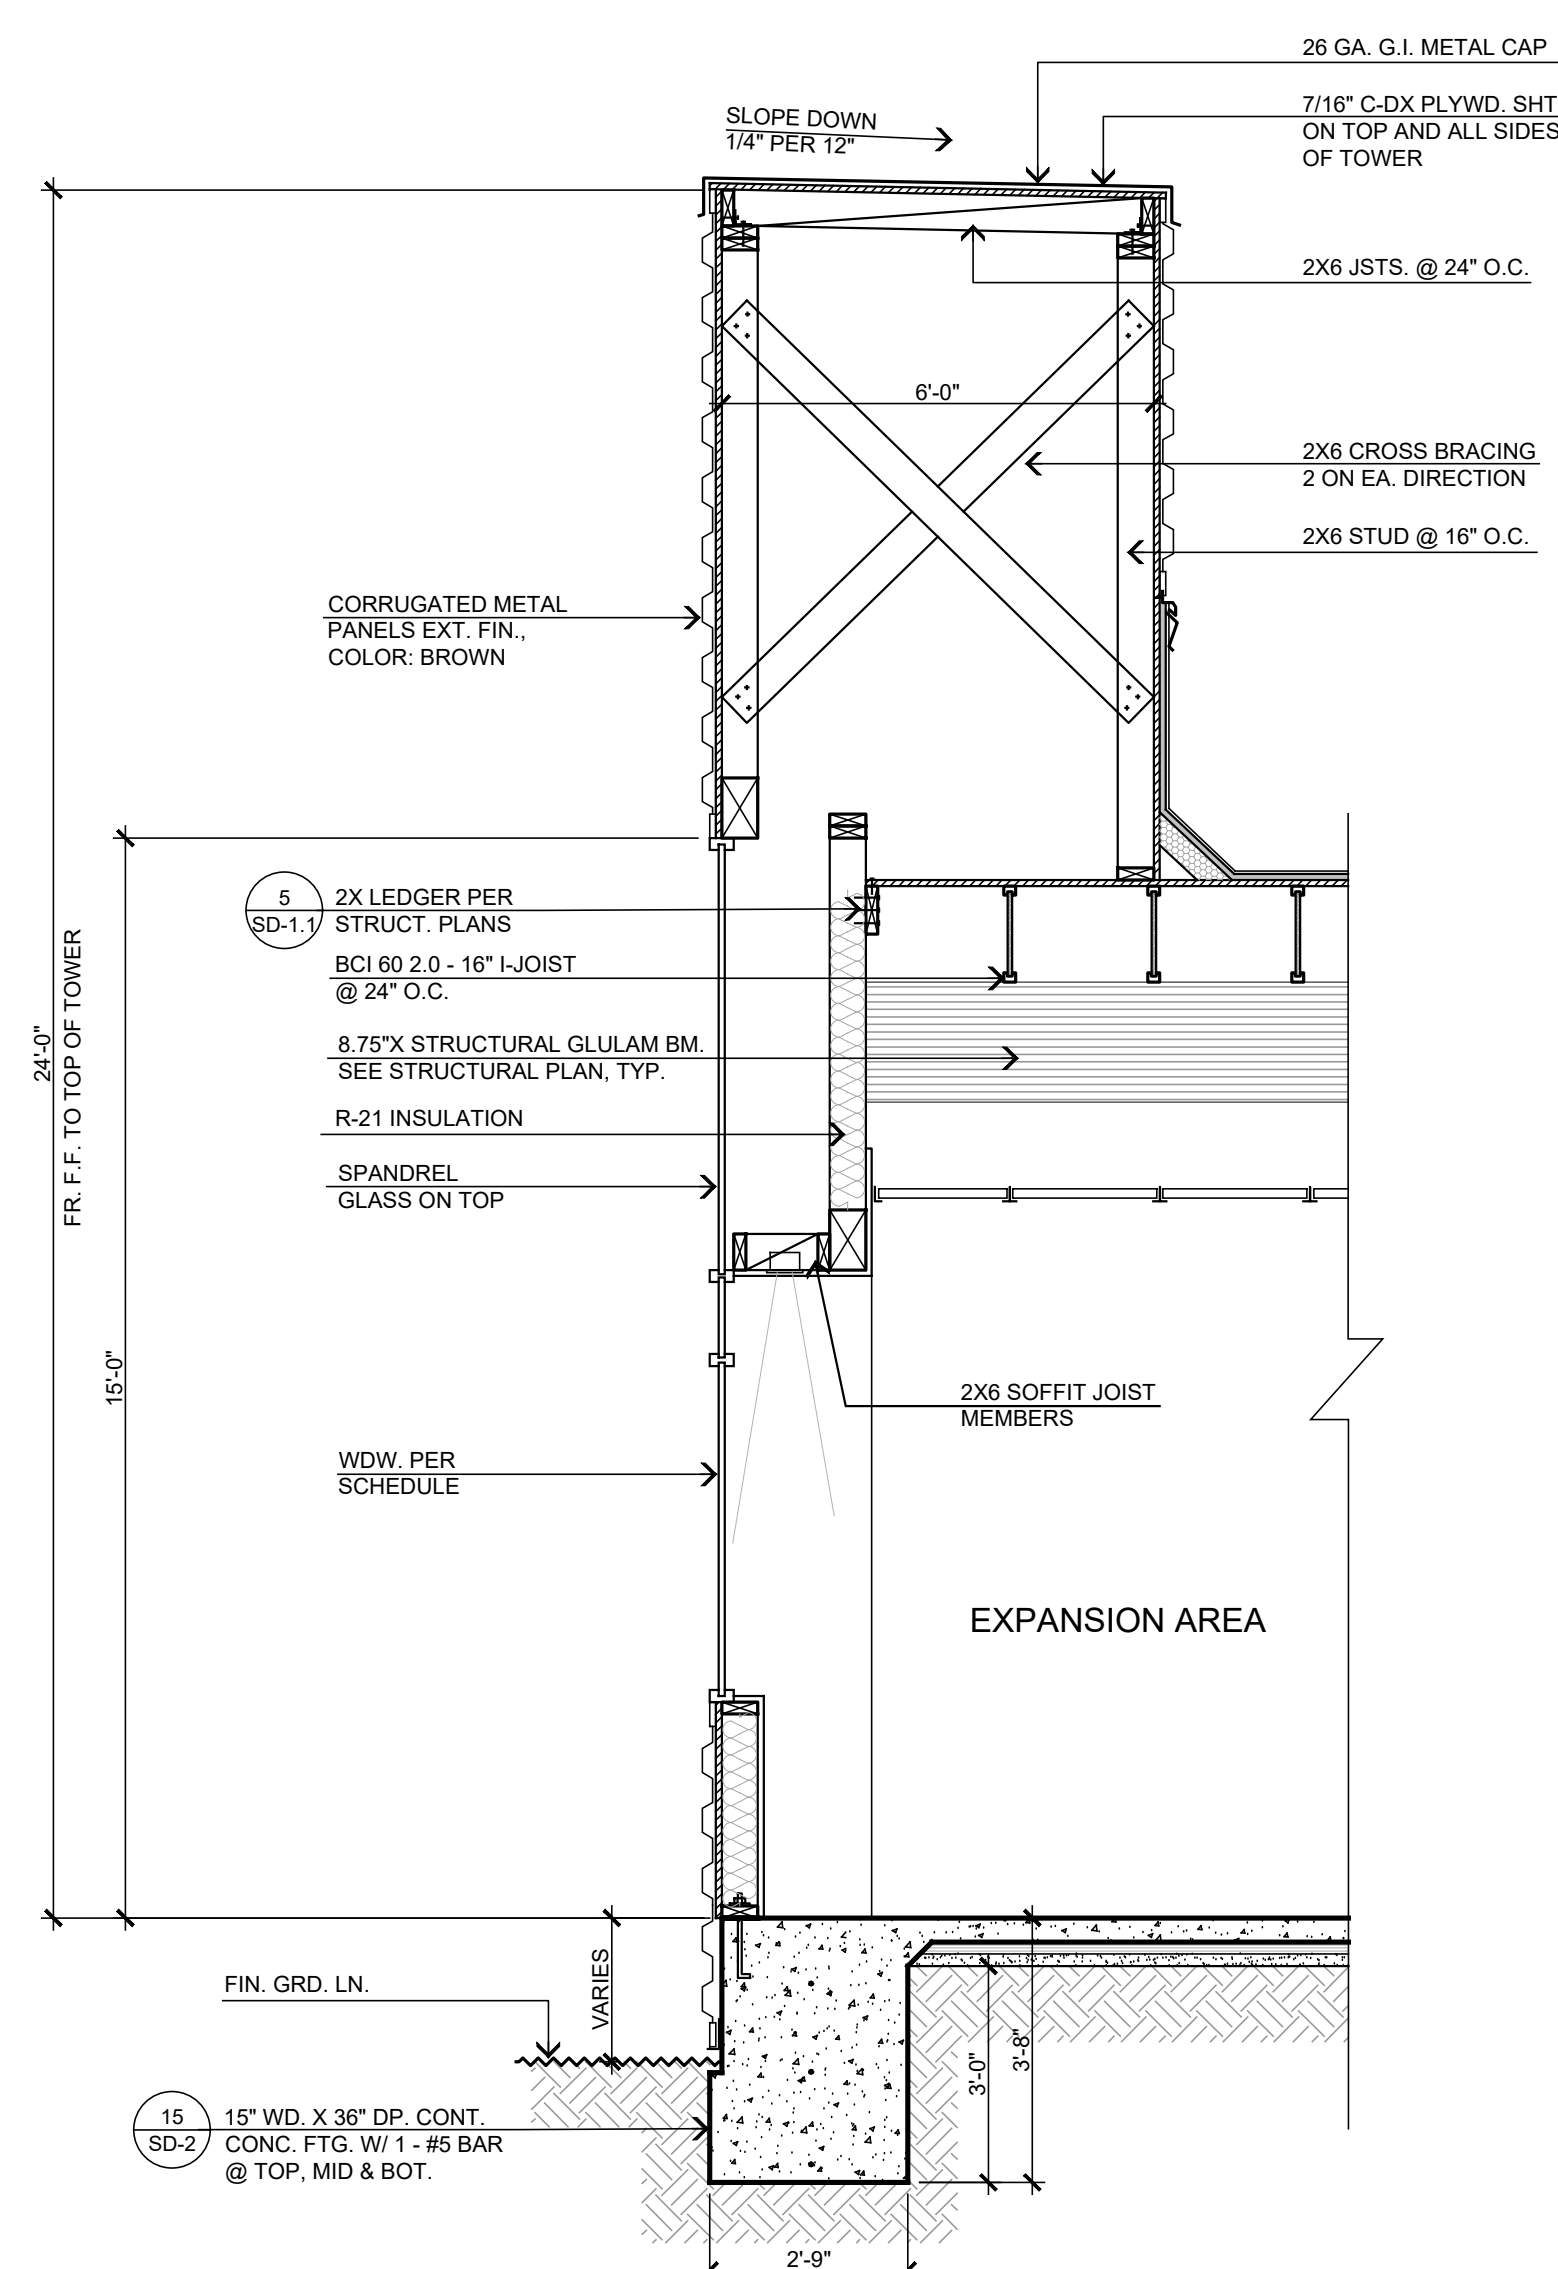 26 GA. G.I. METAL CAP
7/16" C-DX PLYWD. SHT
ON TOP AND ALL SIDES
OF TOWER
SLOPE DOWN
1/4" PER 12"
2X6 JSTS. @ 24" O.C.
6'-0"
2X6 CROSS BRACING
2 ON EA. DIRECTION
2X6 STUD @ 16" O.C.
CORRUGATED METAL
PANELS EXT. FIN.,
COLOR: BROWN
5
SD-1.1
2X LEDGER PER
STRUCT. PLANS
BCI 60 2.0 - 16" I-JOIST
@ 24" O.C.
8.75"X STRUCTURAL GLULAM BM.
SEE STRUCTURAL PLAN, TYP.
R-21 INSULATION
SPANDREL
GLASS ON TOP
24'-0"
FR. F.F. TO TOP OF TOWER
15'-0"
2X6 SOFFIT JOIST
MEMBERS
WDW. PER
SCHEDULE
EXPANSION AREA
VARIES
FIN. GRD. LN.
3'-0"
3'-8"
15
SD-2
15" WD. X 36" DP. CONT.
CONC. FTG. W/ 1 - #5 BAR
@ TOP, MID & BOT.
2'-9"